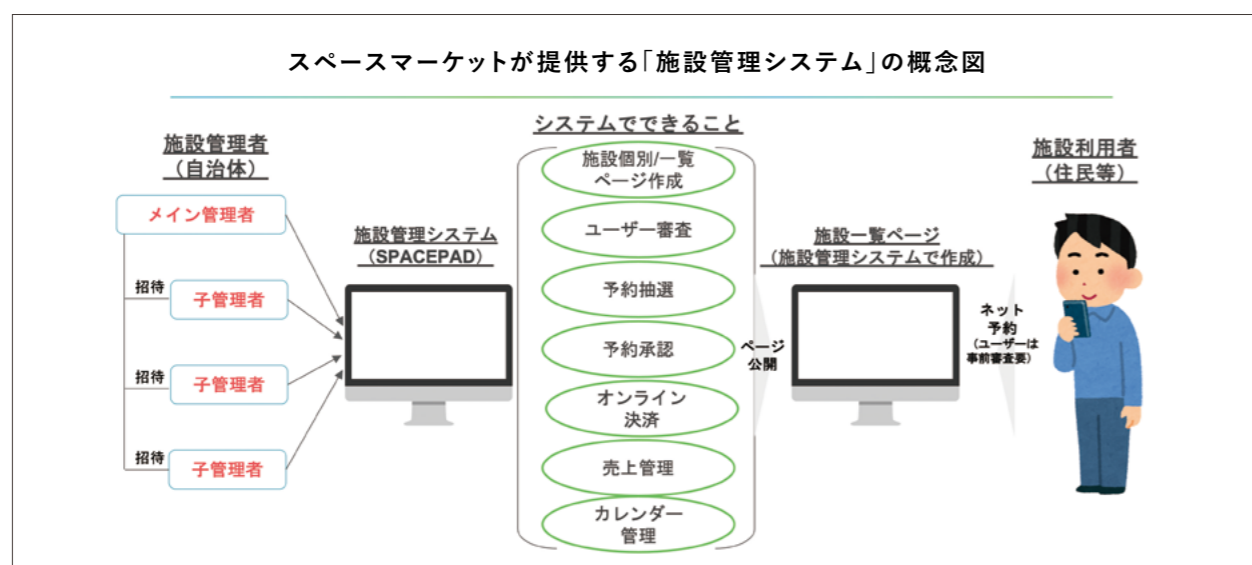 スペースマーケットが提供する「施設管理システム」の概念図
施設管理者
（自治体）
メイン管理者
招待
子管理者
招待
子管理者
招待
子管理者
施設管理システム
（SPACEPAD）
システムでできること
施設個別/一覧
ページ作成
ユーザー審査
予約抽選
予約承認
オンライン
決済
売上管理
カレンダー
管理
ページ
公開
施設一覧ページ
（施設管理システムで作成）
ネット
予約
（ユーザーは
事前審査要）
施設利用者
（住民等）